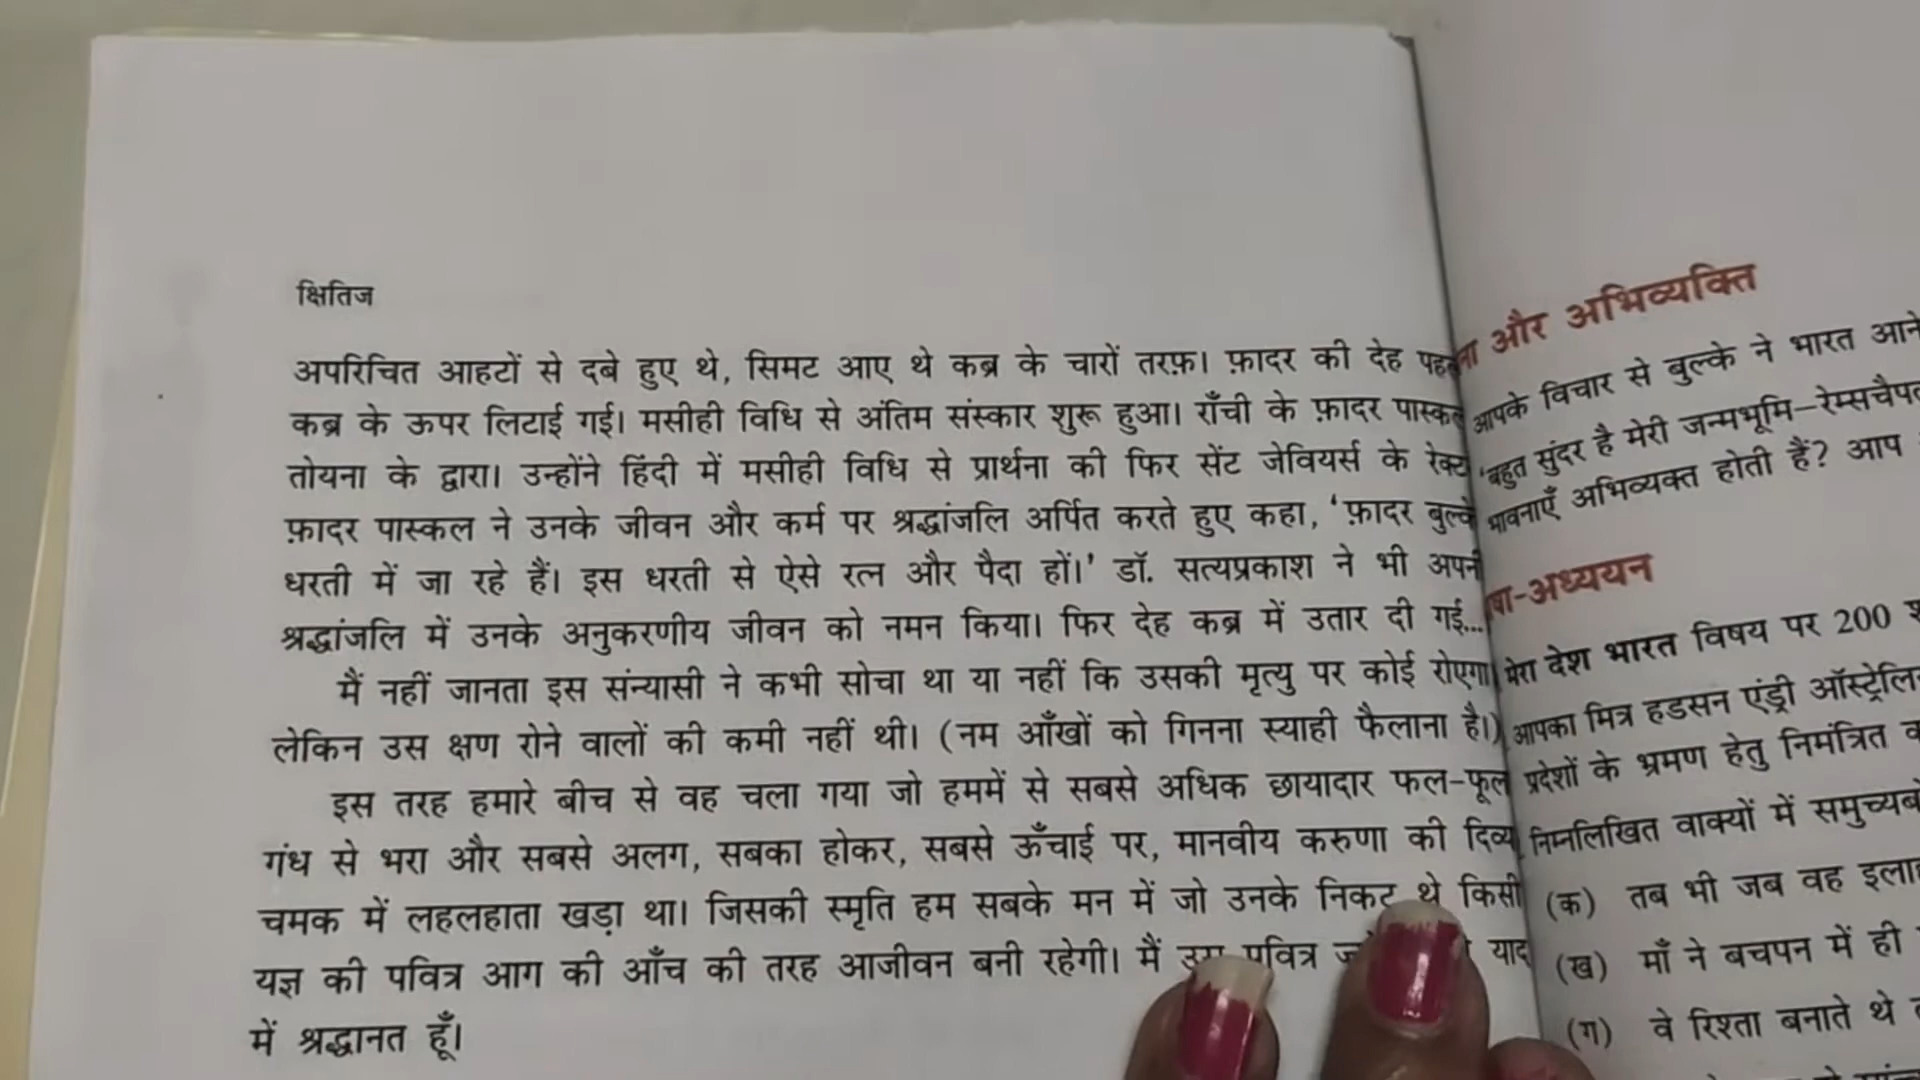 क्षितिज
अपरिचित आहटों से दबे हुए थे, सिमट आए थे कब्र के चारों तरफ़। फ़ादर की देह
कब्र के ऊपर लिटाई गई। मसीही विधि से अंतिम संस्कार शुरू हुआ। राँची के फ़ादर पास्कल
तोयना के द्वारा। उन्होंने हिंदी में मसीही विधि से प्रार्थना की फिर सेंट जेवियर्स के
फ़ादर पास्कल ने उनके जीवन और कर्म पर श्रद्धांजलि अर्पित करते हुए कहा, 'फ़ादर बुल्के
धरती में जा रहे हैं। इस धरती से ऐसे रत्न और पैदा हों।' डॉ. सत्यप्रकाश ने भी अपनी
श्रद्धांजलि में उनके अनुकरणीय जीवन को नमन किया। फिर देह कब्र में उतार दी गई...
मैं नहीं जानता इस संन्यासी ने कभी सोचा था या नहीं कि उसकी मृत्यु पर कोई रोएगा।
लेकिन उस क्षण रोने वालों की कमी नहीं थी। (नम आँखों को गिनना स्याही फैलाना है।)
इस तरह हमारे बीच से वह चला गया जो हममें से सबसे अधिक छायादार फल-फूल
गंध से भरा और सबसे अलग, सबका होकर, सबसे ऊँचाई पर, मानवीय करुणा की दिव्य
चमक में लहलहाता खड़ा था। जिसकी स्मृति हम सबके मन में जो उनके निकट थे किसी
यज्ञ की पवित्र आग की आँच की तरह आजीवन बनी रहेगी। मैं पवित्र याद
में श्रद्धानत हूँ।
और अभिव्यक्ति
आपके विचार से बुल्के ने भारत आने
'बहुत सुंदर है मेरी जन्मभूमि–रेम्सचैपल
भावनाएँ अभिव्यक्त होती हैं? आप
अध्ययन
मेरा देश भारत विषय पर 200
आपका मित्र हडसन एंड्री
प्रदेशों के भ्रमण हेतु निमंत्रित
निम्नलिखित वाक्यों में
(क) तब भी जब वह
(ख) माँ ने बचपन में ही
(ग) वे रिश्ता बनाते थे